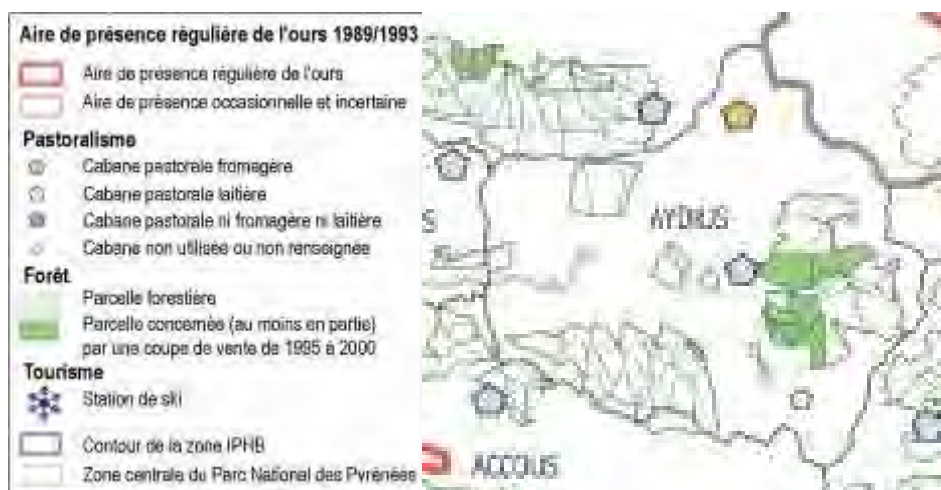 Aire de présence régulière de l'ours 1989/1993
Aire de présence régulière de l'ours
Aire de présence occasionnelle et incertaine
Pastoralisme
Cabane pastorale fromagère
Cabane pastorale laitière
Cabane pastorale ni fromagère ni laitière
Cabane non utilisée ou non renseignée
Forêt
Parcelle forestière
Parcelle concernée (au moins en partie)
par une coupe de vente de 1995 à 2000
Tourisme
Station de ski
Contour de la zone IPHB
Zone centrale du Parc National des Pyrénées
AYDIUS
S
ACCOUS